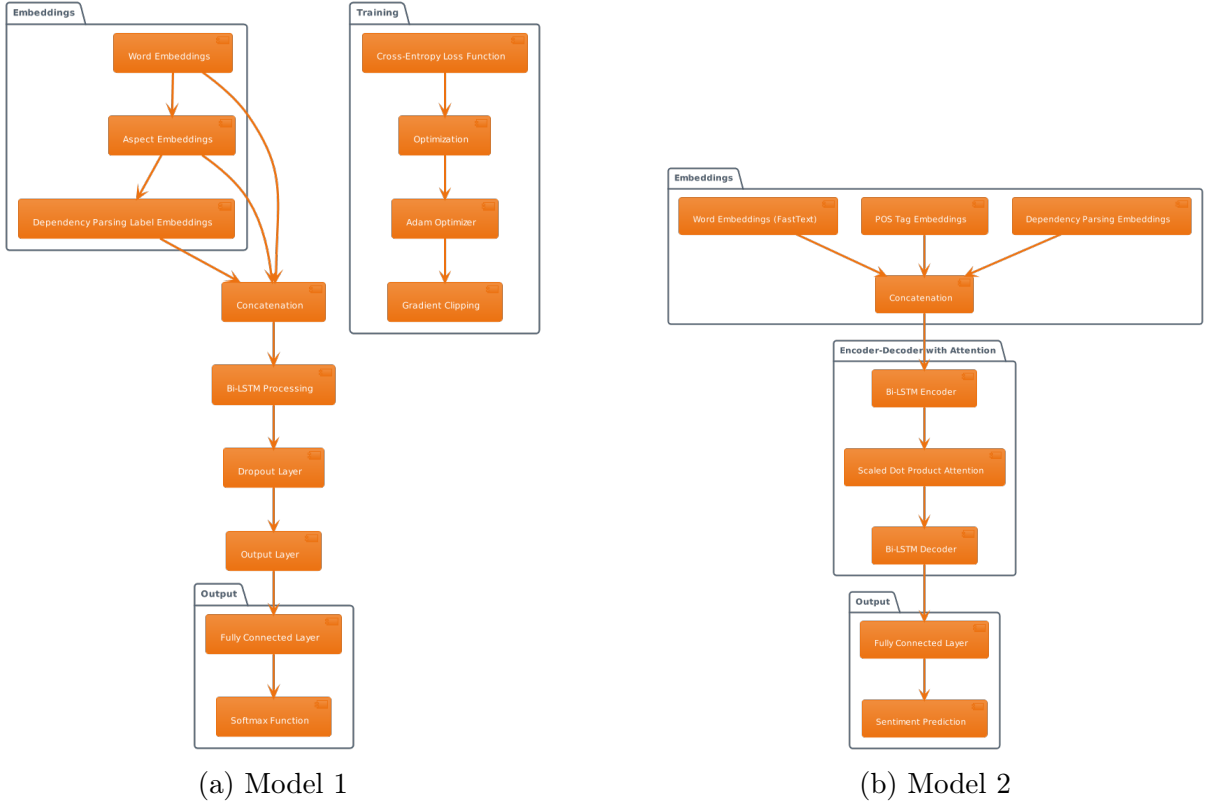 Embeddings
Word Embeddings
Aspect Embeddings
Dependency Parsing Label Embeddings
Concatenation
Bi-LSTM Processing
Dropout Layer
Output Layer
Output
Fully Connected Layer
Softmax Function
Training
Cross-Entropy Loss Function
Optimization
Adam Optimizer
Gradient Clipping
(a) Model 1
Embeddings
Word Embeddings (FastText)
POS Tag Embeddings
Dependency Parsing Embeddings
Concatenation
Encoder-Decoder with Attention
Bi-LSTM Encoder
Scaled Dot Product Attention
Bi-LSTM Decoder
Output
Fully Connected Layer
Sentiment Prediction
(b) Model 2